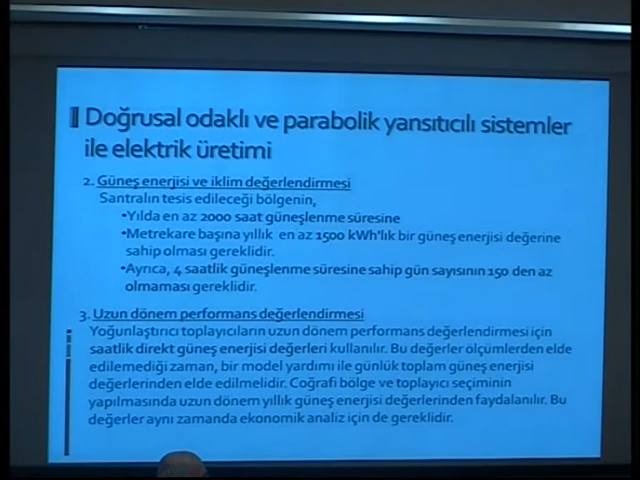 Doğrusal odaklı ve parabolik yansıtıcılı sistemler
ile elektrik üretimi
2. Güneş enerjisi ve iklim değerlendirmesi
Santralın tesis edileceği bölgenin,
•Yılda en az 2000 saat güneşlenme süresine
•Metrekare başına yıllık en az 1500 kWh'lık bir güneş enerjisi değerine
sahip olması gereklidir.
•Ayrıca, 4 saatlik güneşlenme süresine sahip gün sayısının 150 den az
olmaması gereklidir.
3. Uzun dönem performans değerlendirmesi
Yoğunlaştırıcı toplayıcıların uzun dönem performans değerlendirmesi için
saatlik direkt güneş enerjisi değerleri kullanılır. Bu değerler ölçümlerden elde
edilemediği zaman, bir model yardımı ile günlük toplam güneş enerjisi
değerlerinden elde edilmelidir. Coğrafi bölge ve toplayıcı seçiminin
yapılmasında uzun dönem yıllık güneş enerjisi değerlerinden faydalanılır. Bu
değerler aynı zamanda ekonomik analiz için de gereklidir.